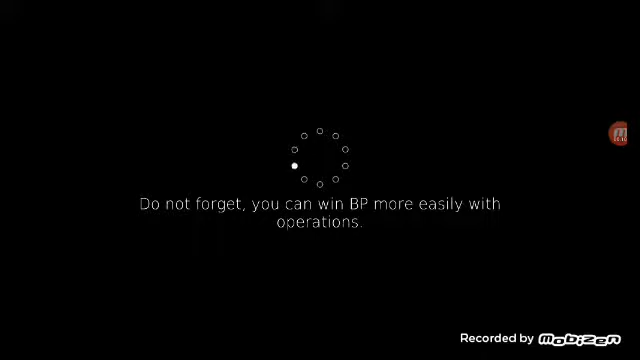 Do not forget, you can win BP more easily with
operations.
Recorded by mobizen